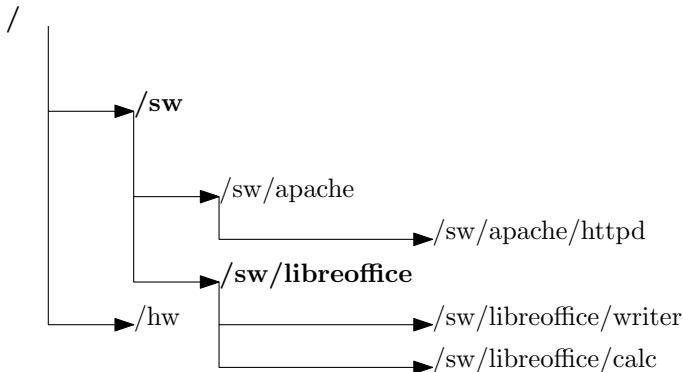 /
/sw
/sw/apache
/sw/apache/httpd
/sw/libreoffice
/hw
/sw/libreoffice/writer
/sw/libreoffice/calc